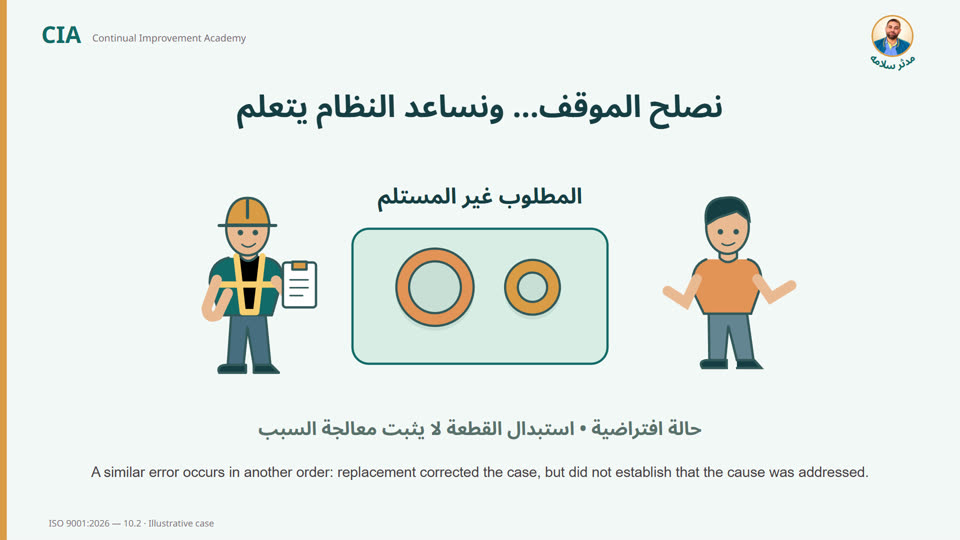 CIA Continual Improvement Academy
مدثر سلامه
نصلح الموقف... ونساعد النظام يتعلم
المطلوب غير المستلم
حالة افتراضية • استبدال القطعة لا يثبت معالجة السبب
A similar error occurs in another order: replacement corrected the case, but did not establish that the cause was addressed.
ISO 9001:2026 — 10.2 · Illustrative case